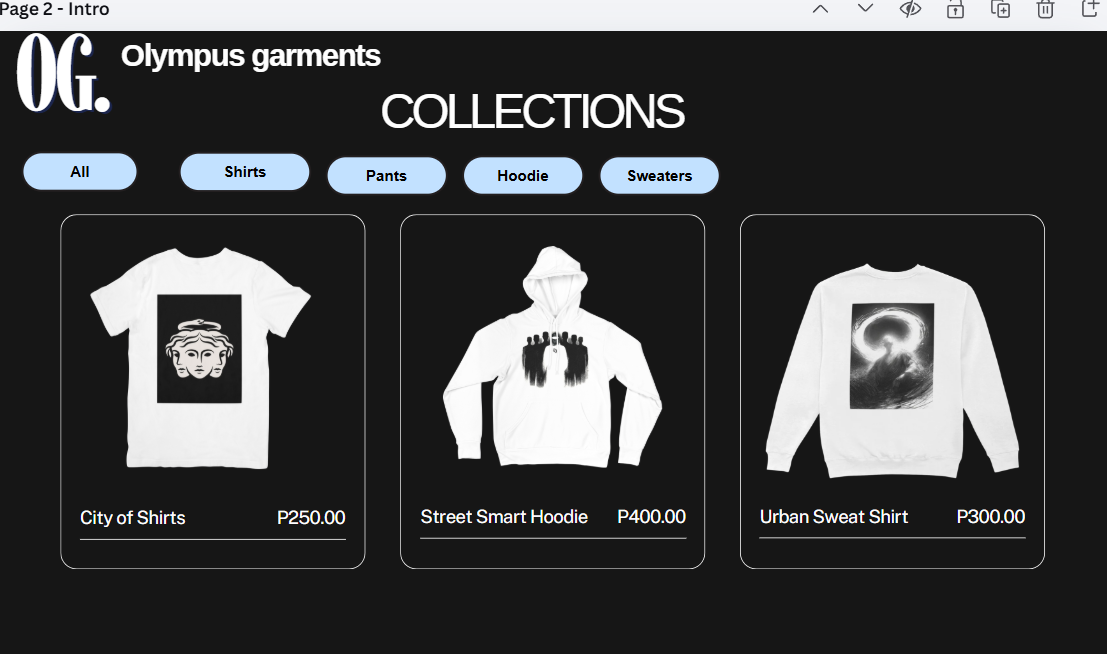 Page 2 - Intro
OG.
Olympus garments
COLLECTIONS
All
Shirts
Pants
Hoodie
Sweaters
City of Shirts
P250.00
Street Smart Hoodie
P400.00
Urban Sweat Shirt
P300.00